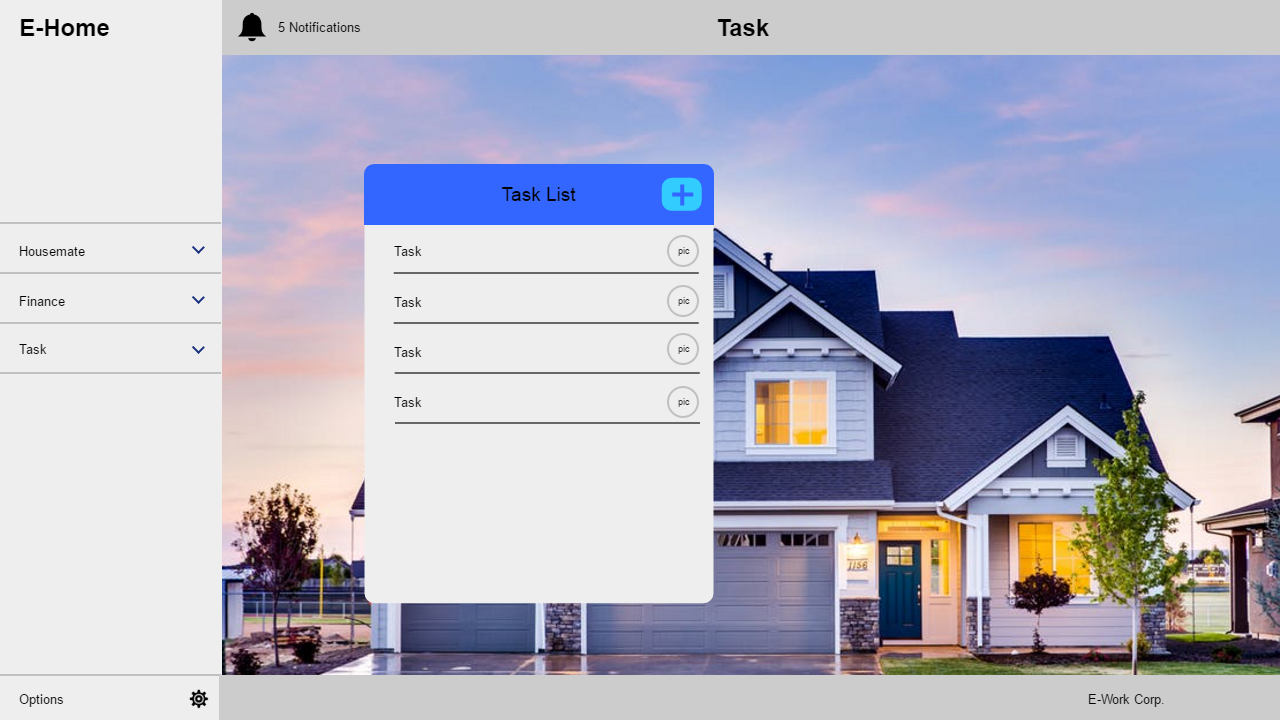 E-Home
5 Notifications
Task
Housemate
Finance
Task
Task List
Task
pic
Task
pic
Task
pic
Task
pic
1156
Options
E-Work Corp.